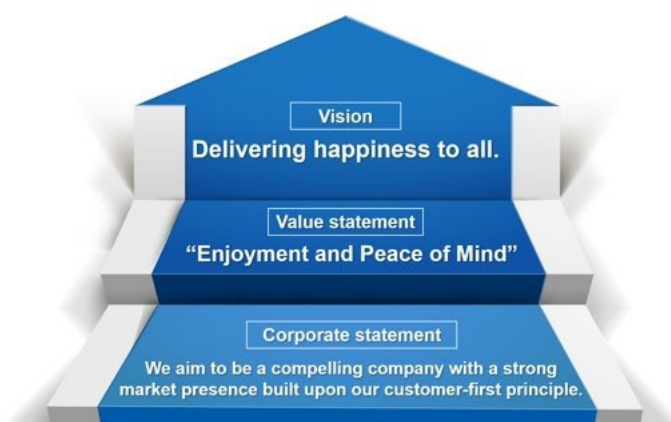 Vision
Delivering happiness to all.
Value statement
“Enjoyment and Peace of Mind”
Corporate statement
We aim to be a compelling company with a strong
market presence built upon our customer-first principle.